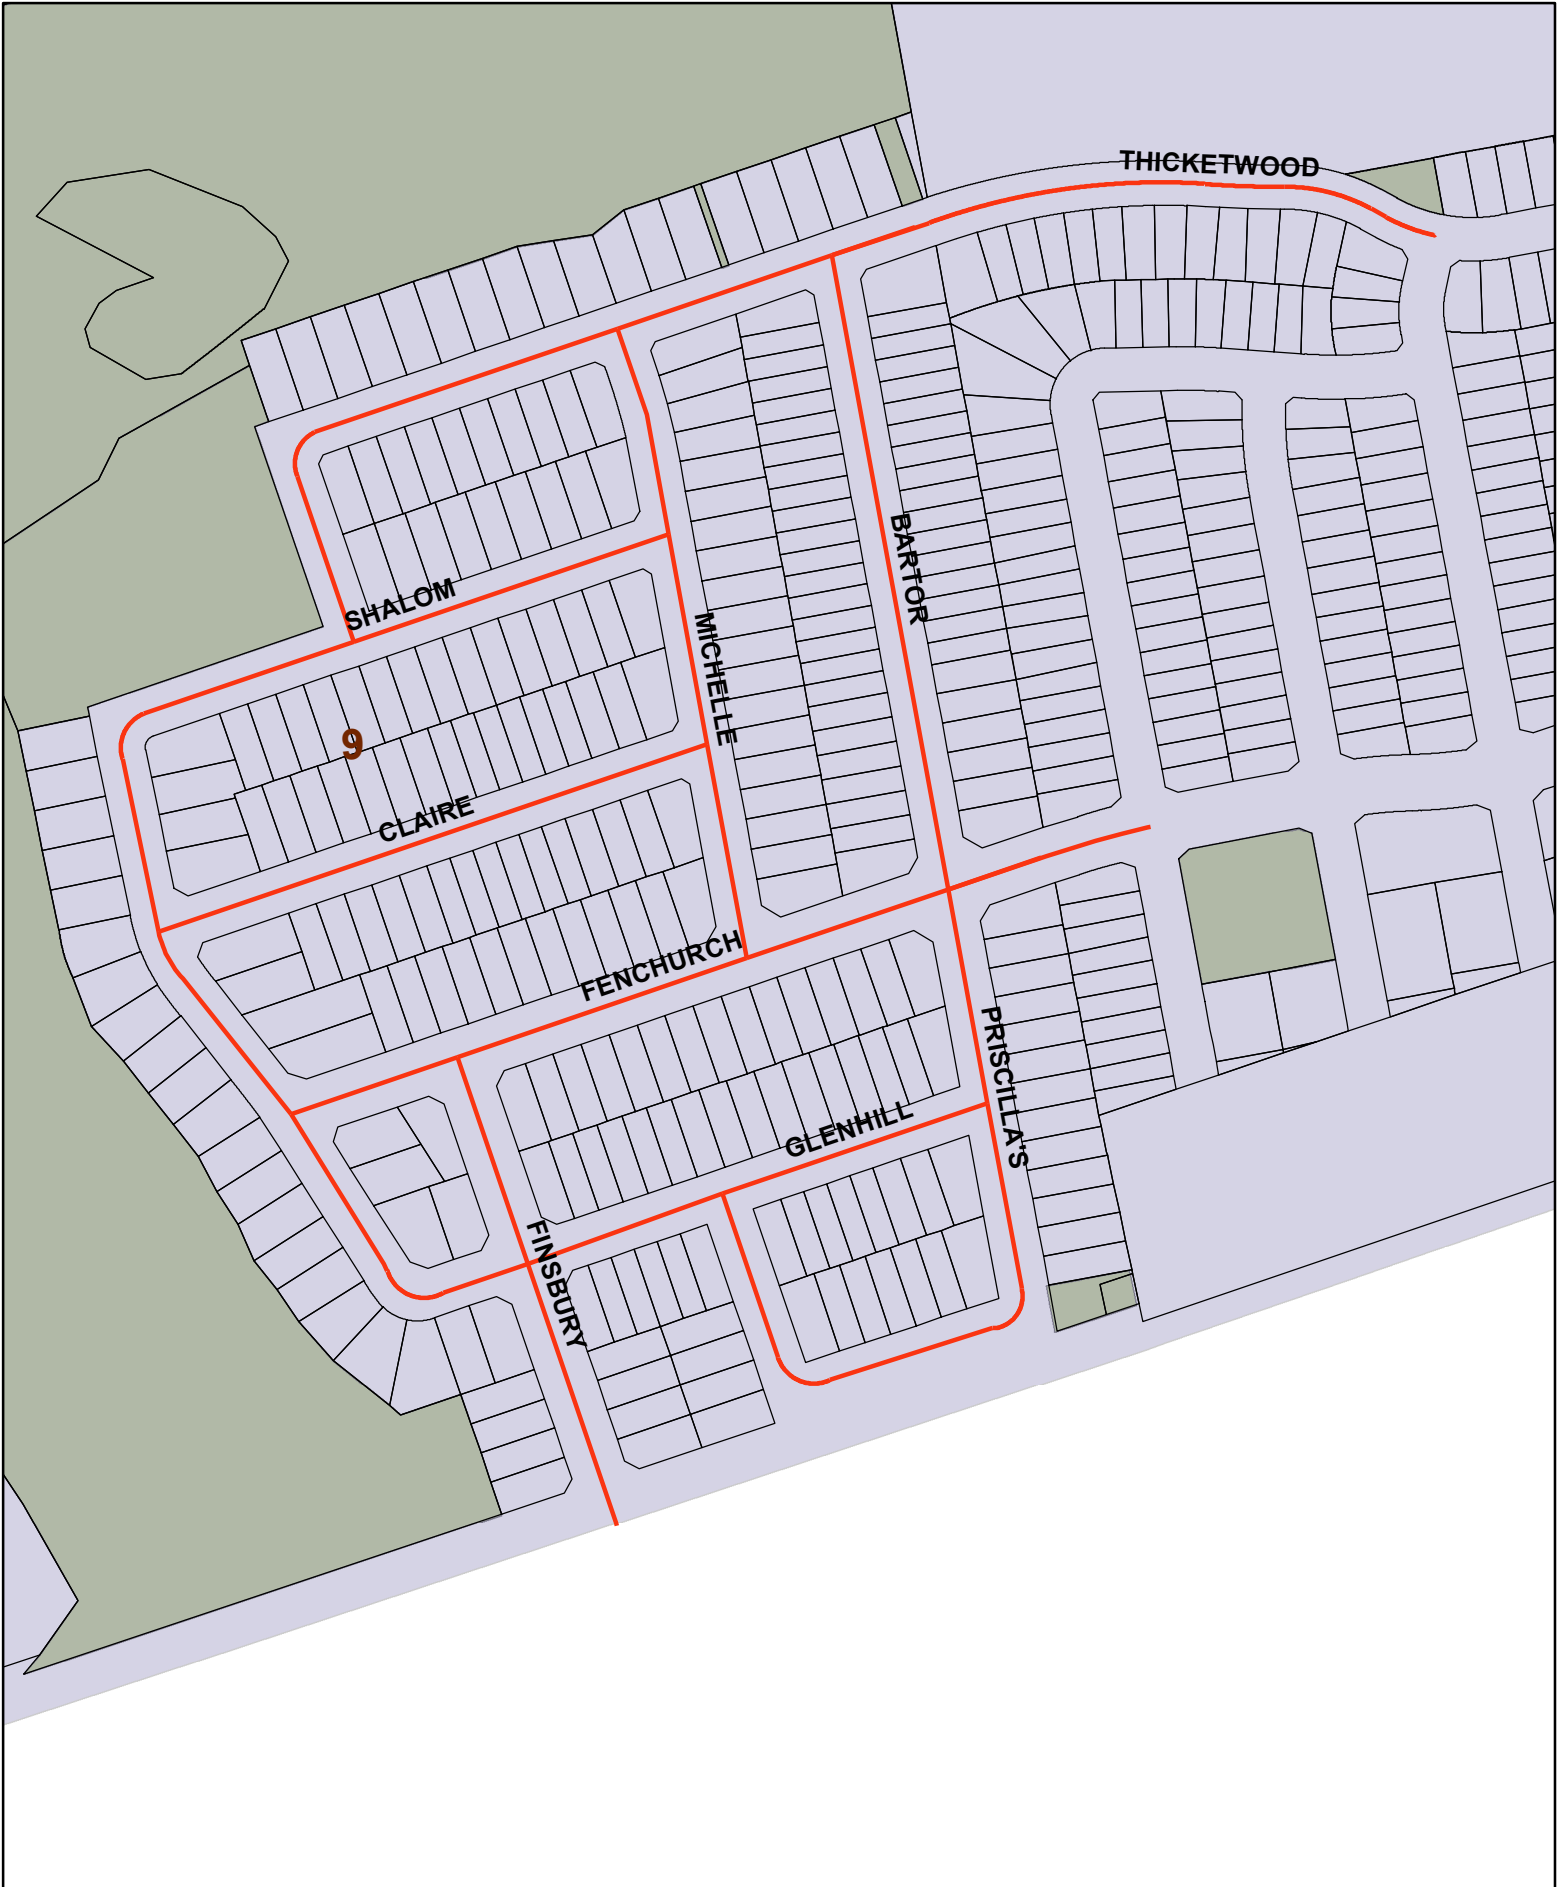 THICKETWOOD
BARTOR
SHALOM
MICHELLE
9
CLAIRE
FENCHURCH
PRISCILLA'S
GLENHILL
FINSBURY